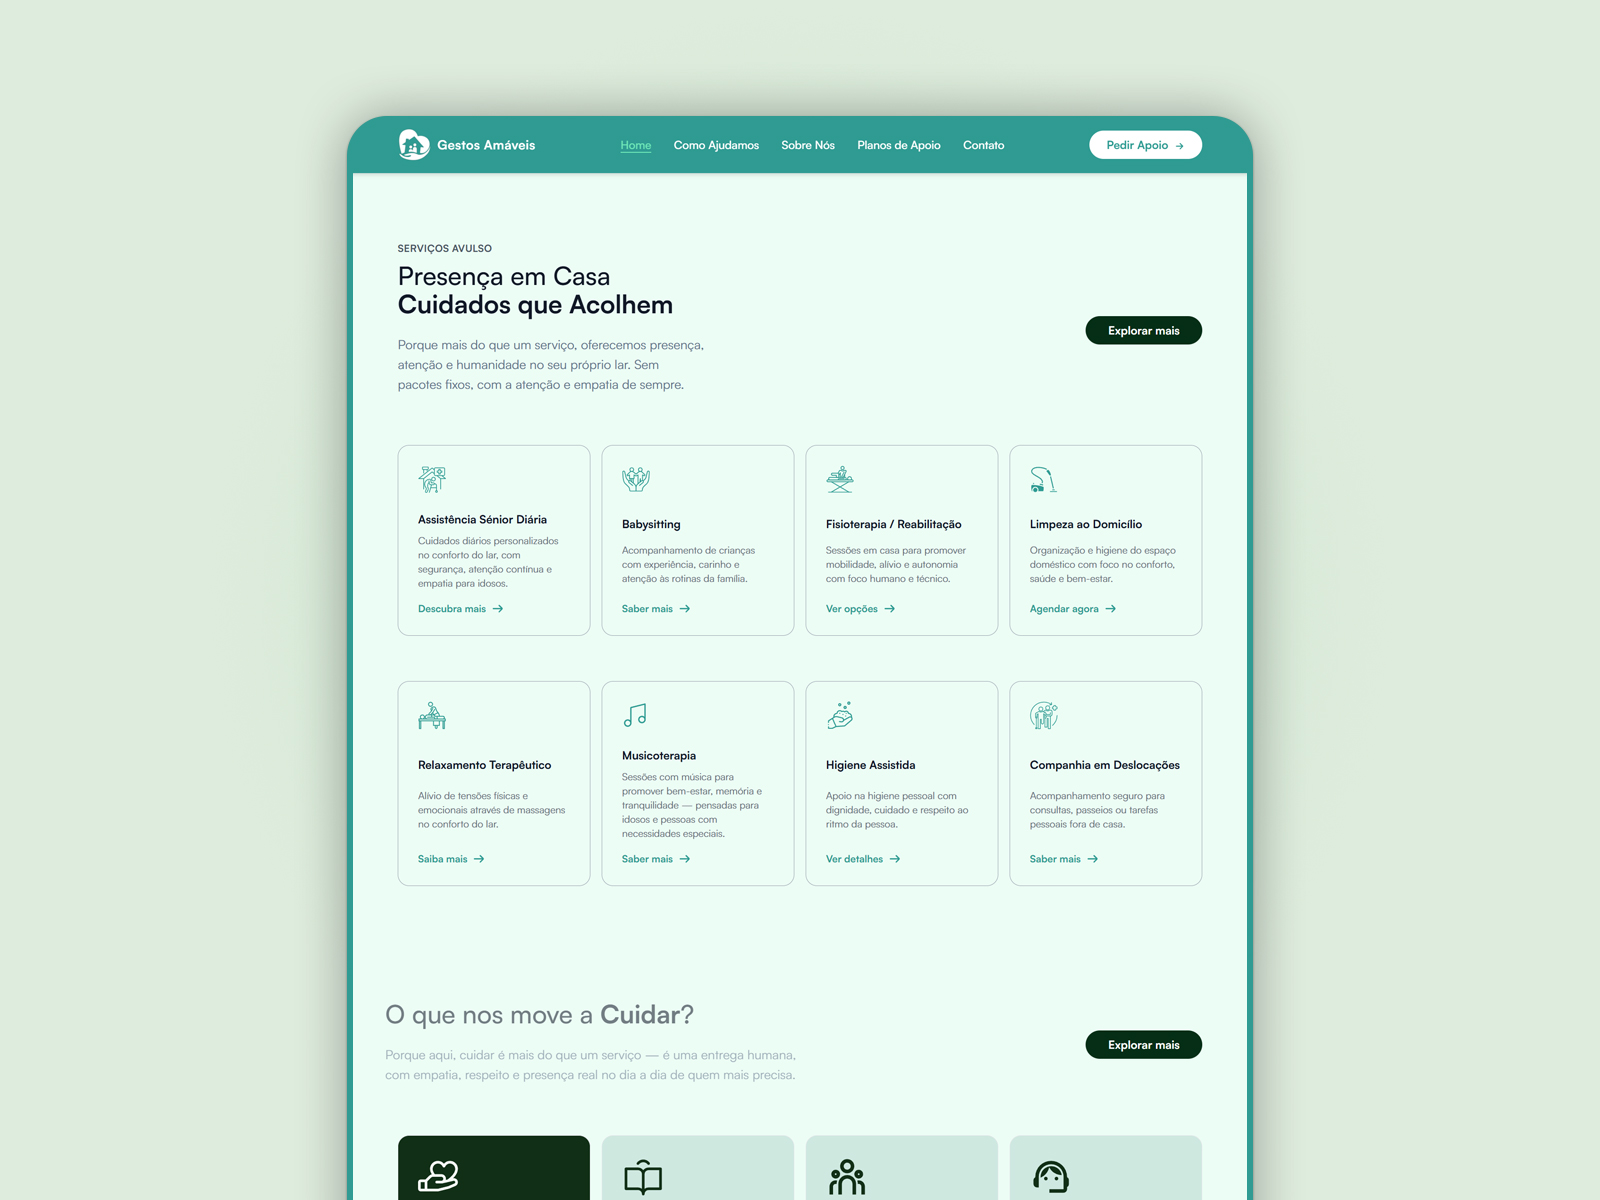 Gestos Amáveis
Home
Como Ajudamos
Sobre Nós
Planos de Apoio
Contato
Pedir Apoio →
SERVIÇOS AVULSO
Presença em Casa
Cuidados que Acolhem
Porque mais do que um serviço, oferecemos presença,
atenção e humanidade no seu próprio lar. Sem
pacotes fixos, com a atenção e empatia de sempre.
Explorar mais
Assistência Sénior Diária
Cuidados diários personalizados
no conforto do lar, com
segurança, atenção contínua e
empatia para idosos.
Descubra mais →
Babysitting
Acompanhamento de crianças
com experiência, carinho e
atenção às rotinas da família.
Saber mais →
Fisioterapia / Reabilitação
Sessões em casa para promover
mobilidade, alívio e autonomia
com foco humano e técnico.
Ver opções →
Limpeza ao Domicílio
Organização e higiene do espaço
doméstico com foco no conforto,
saúde e bem-estar.
Agendar agora →
Relaxamento Terapêutico
Alívio de tensões físicas e
emocionais através de massagens
no conforto do lar.
Saiba mais →
Musicoterapia
Sessões com música para
promover bem-estar, memória e
tranquilidade — pensadas para
idosos e pessoas com
necessidades especiais.
Saber mais →
Higiene Assistida
Apoio na higiene pessoal com
dignidade, cuidado e respeito ao
ritmo da pessoa.
Ver detalhes →
Companhia em Deslocações
Acompanhamento seguro para
consultas, passeios ou tarefas
pessoais fora de casa.
Saber mais →
O que nos move a Cuidar?
Porque aqui, cuidar é mais do que um serviço — é uma entrega humana,
com empatia, respeito e presença real no dia a dia de quem mais precisa.
Explorar mais